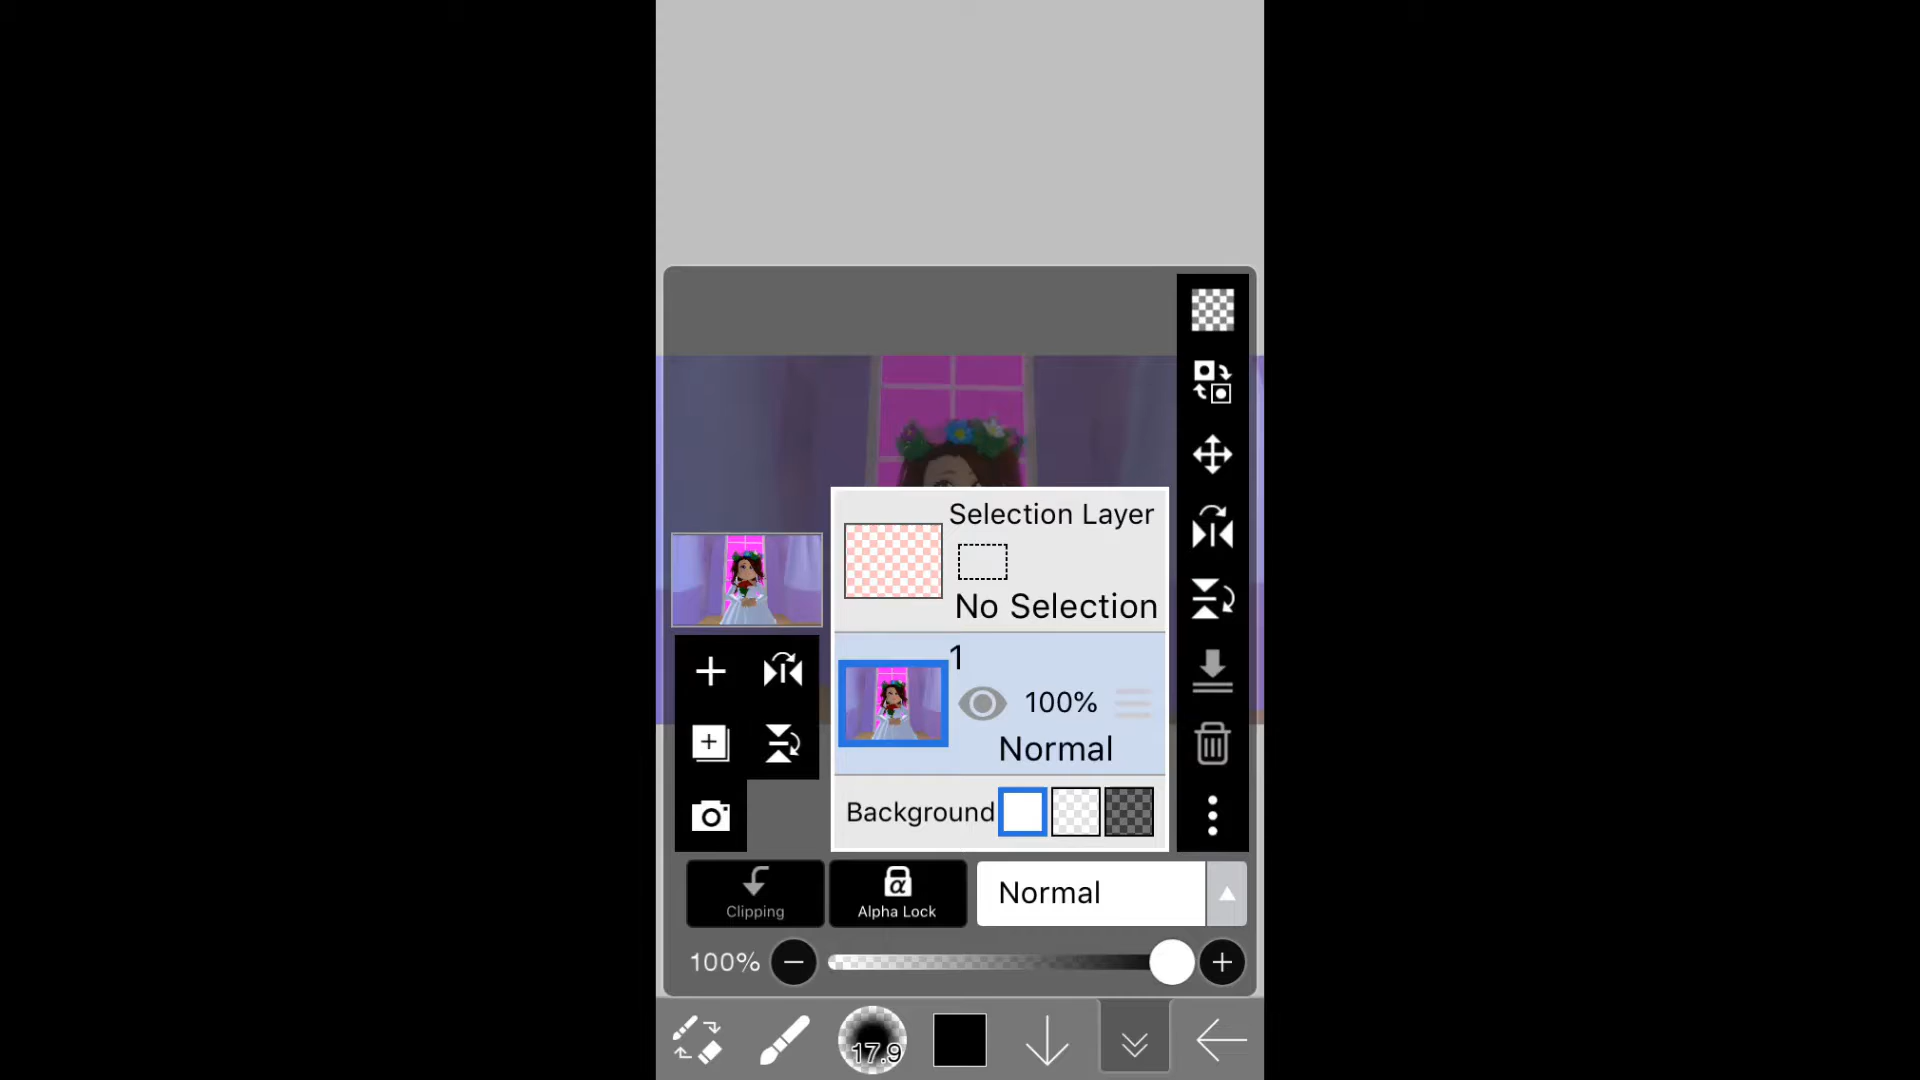 Selection Layer
No Selection
1
100%
Normal
Background
Clipping
α
Alpha Lock
Normal
100%
17.9